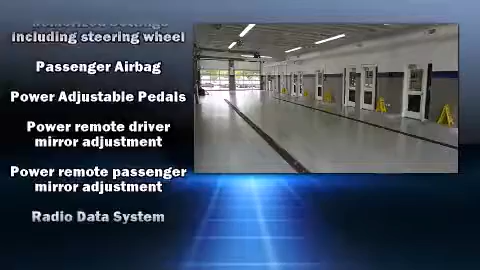 including steering wheel
Passenger Airbag
Power Adjustable Pedals
Power remote driver
mirror adjustment
Power remote passenger
mirror adjustment
Radio Data System